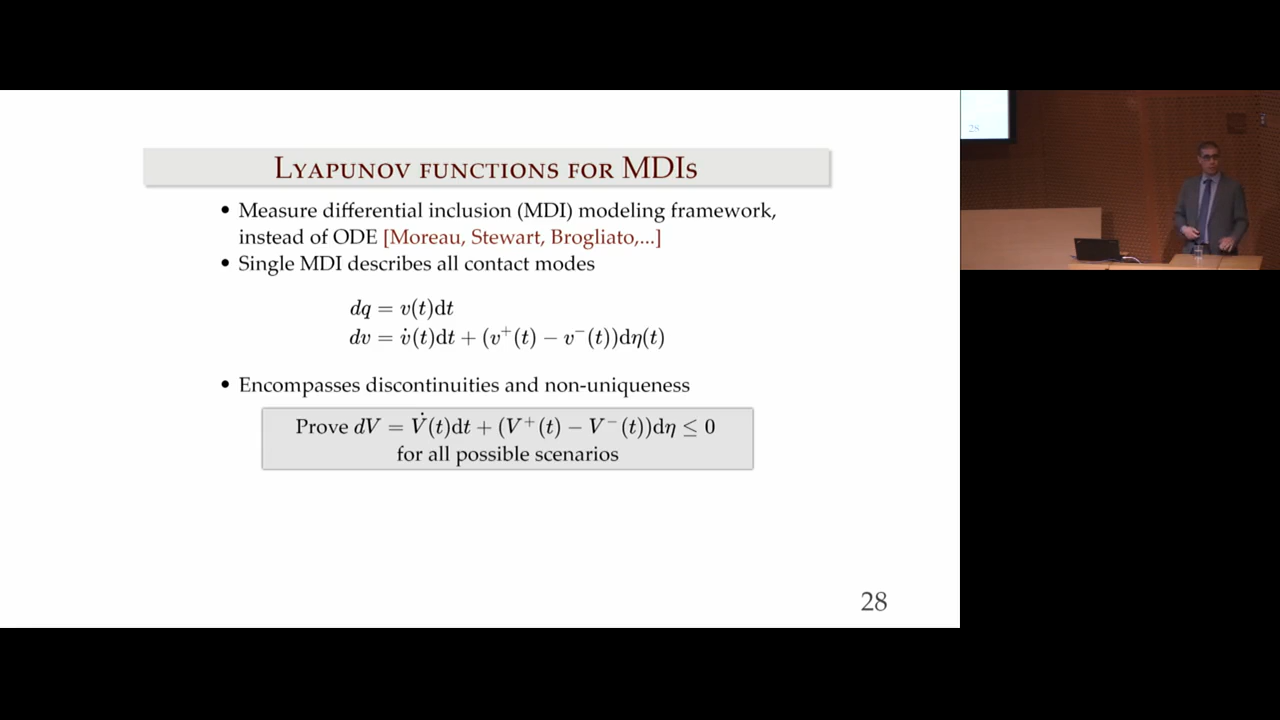 LYAPUNOV FUNCTIONS FOR MDIS
• Measure differential inclusion (MDI) modeling framework,
instead of ODE [Moreau, Stewart, Brogliato,...]
• Single MDI describes all contact modes
dq = v(t)dt
dv = v̇(t)dt + (v⁺(t) − v⁻(t))dη(t)
• Encompasses discontinuities and non-uniqueness
Prove dV = V̇(t)dt + (V⁺(t) − V⁻(t))dη ≤ 0
for all possible scenarios
28
28